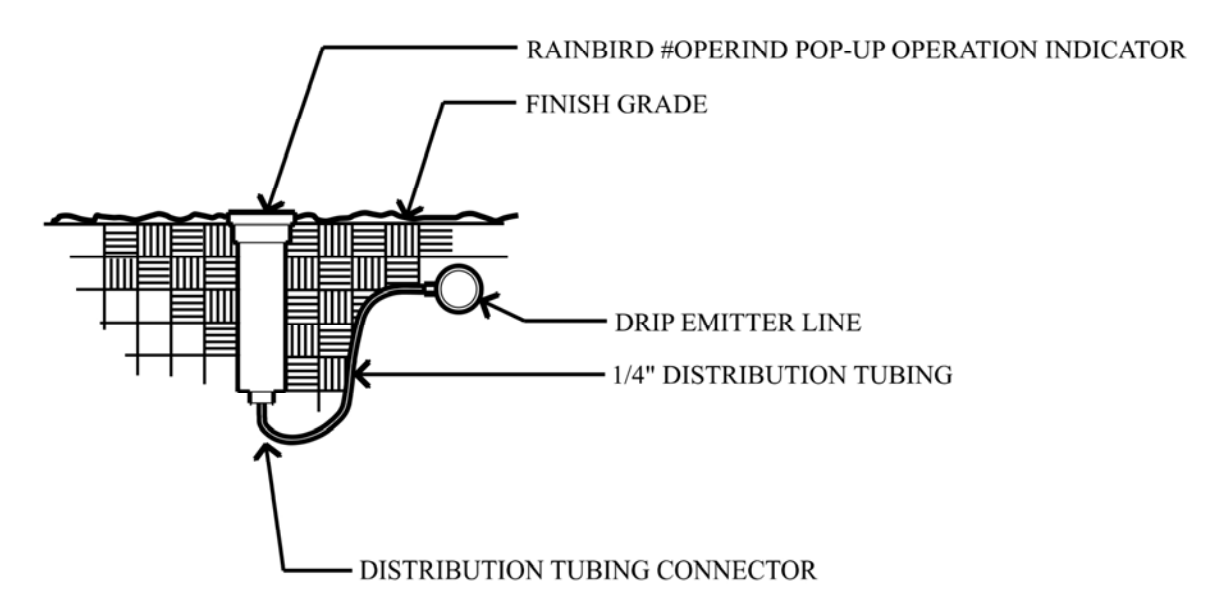 RAINBIRD #OPERIND POP-UP OPERATION INDICATOR
FINISH GRADE
DRIP EMITTER LINE
1/4" DISTRIBUTION TUBING
DISTRIBUTION TUBING CONNECTOR